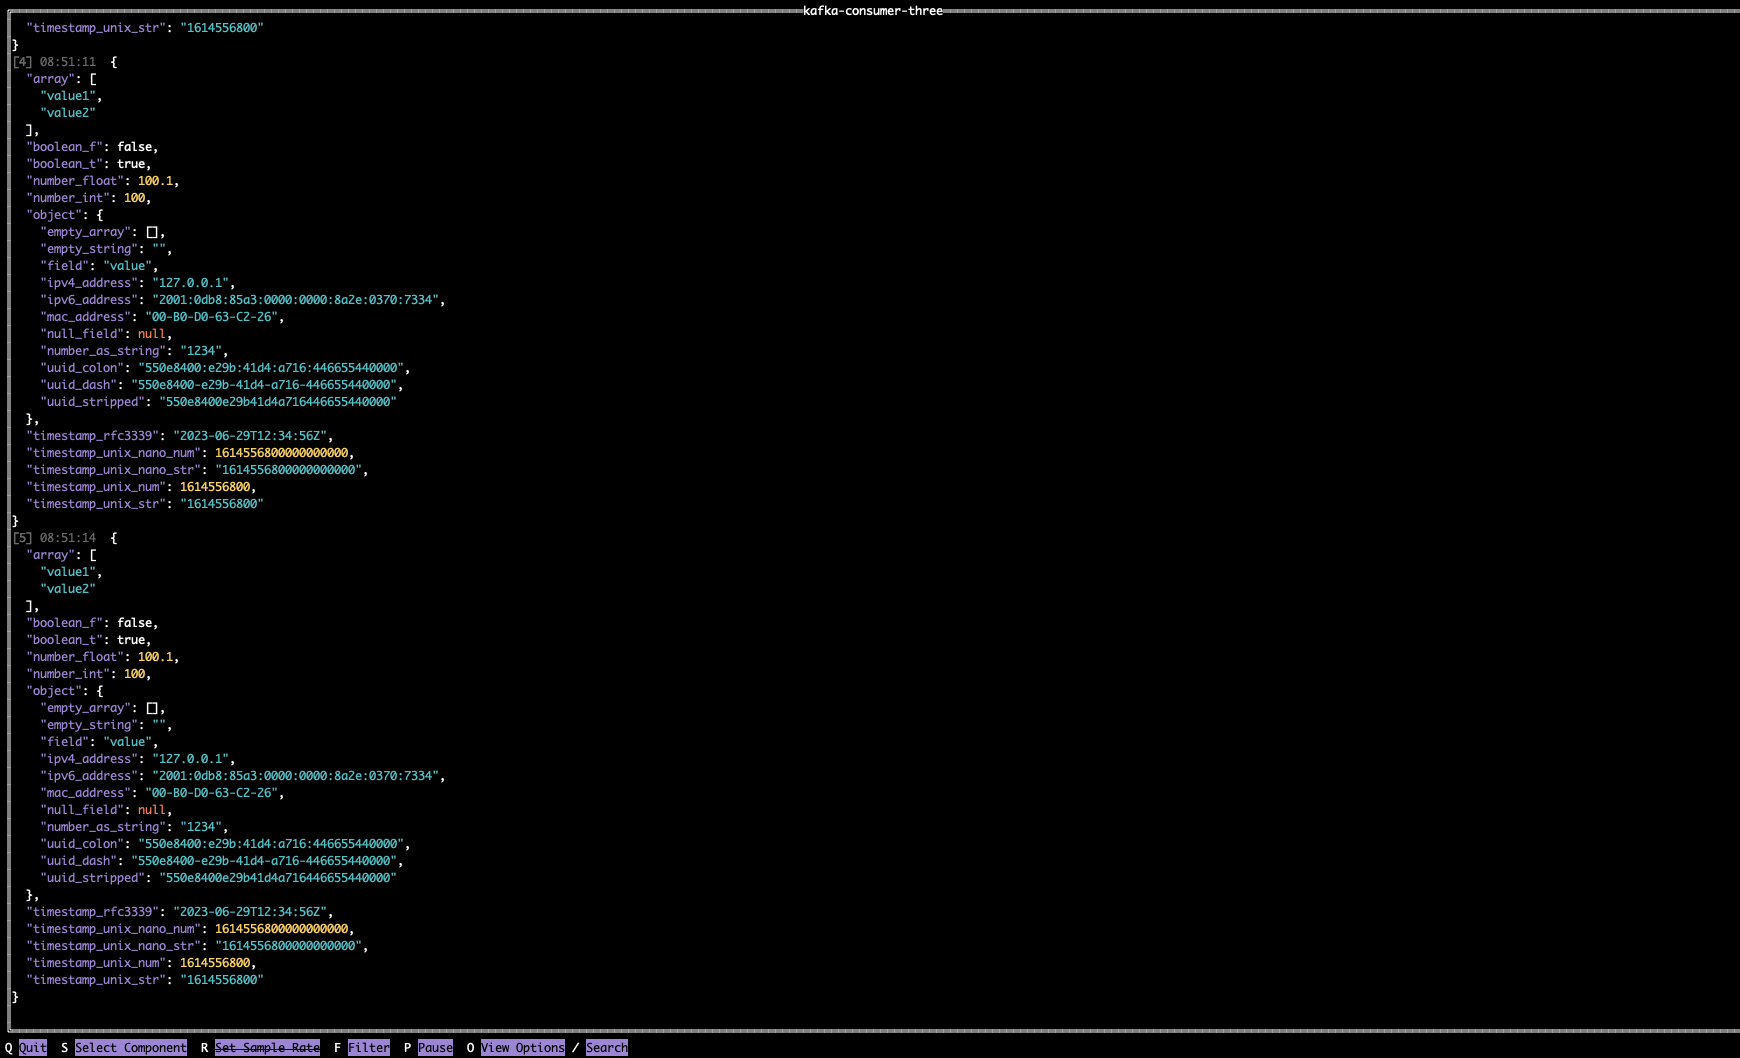 kafka-consumer-three
  "timestamp_unix_str": "1614556800"
}
[4] 08:51:11  {
  "array": [
    "value1",
    "value2"
  ],
  "boolean_f": false,
  "boolean_t": true,
  "number_float": 100.1,
  "number_int": 100,
  "object": {
    "empty_array": [],
    "empty_string": "",
    "field": "value",
    "ipv4_address": "127.0.0.1",
    "ipv6_address": "2001:0db8:85a3:0000:0000:8a2e:0370:7334",
    "mac_address": "00-B0-D0-63-C2-26",
    "null_field": null,
    "number_as_string": "1234",
    "uuid_colon": "550e8400:e29b:41d4:a716:446655440000",
    "uuid_dash": "550e8400-e29b-41d4-a716-446655440000",
    "uuid_stripped": "550e8400e29b41d4a716446655440000"
  },
  "timestamp_rfc3339": "2023-06-29T12:34:56Z",
  "timestamp_unix_nano_num": 1614556800000000000,
  "timestamp_unix_nano_str": "1614556800000000000",
  "timestamp_unix_num": 1614556800,
  "timestamp_unix_str": "1614556800"
}
[5] 08:51:14  {
  "array": [
    "value1",
    "value2"
  ],
  "boolean_f": false,
  "boolean_t": true,
  "number_float": 100.1,
  "number_int": 100,
  "object": {
    "empty_array": [],
    "empty_string": "",
    "field": "value",
    "ipv4_address": "127.0.0.1",
    "ipv6_address": "2001:0db8:85a3:0000:0000:8a2e:0370:7334",
    "mac_address": "00-B0-D0-63-C2-26",
    "null_field": null,
    "number_as_string": "1234",
    "uuid_colon": "550e8400:e29b:41d4:a716:446655440000",
    "uuid_dash": "550e8400-e29b-41d4-a716-446655440000",
    "uuid_stripped": "550e8400e29b41d4a716446655440000"
  },
  "timestamp_rfc3339": "2023-06-29T12:34:56Z",
  "timestamp_unix_nano_num": 1614556800000000000,
  "timestamp_unix_nano_str": "1614556800000000000",
  "timestamp_unix_num": 1614556800,
  "timestamp_unix_str": "1614556800"
}
Q Quit  S Select Component  R Set Sample Rate  F Filter  P Pause  O View Options / Search